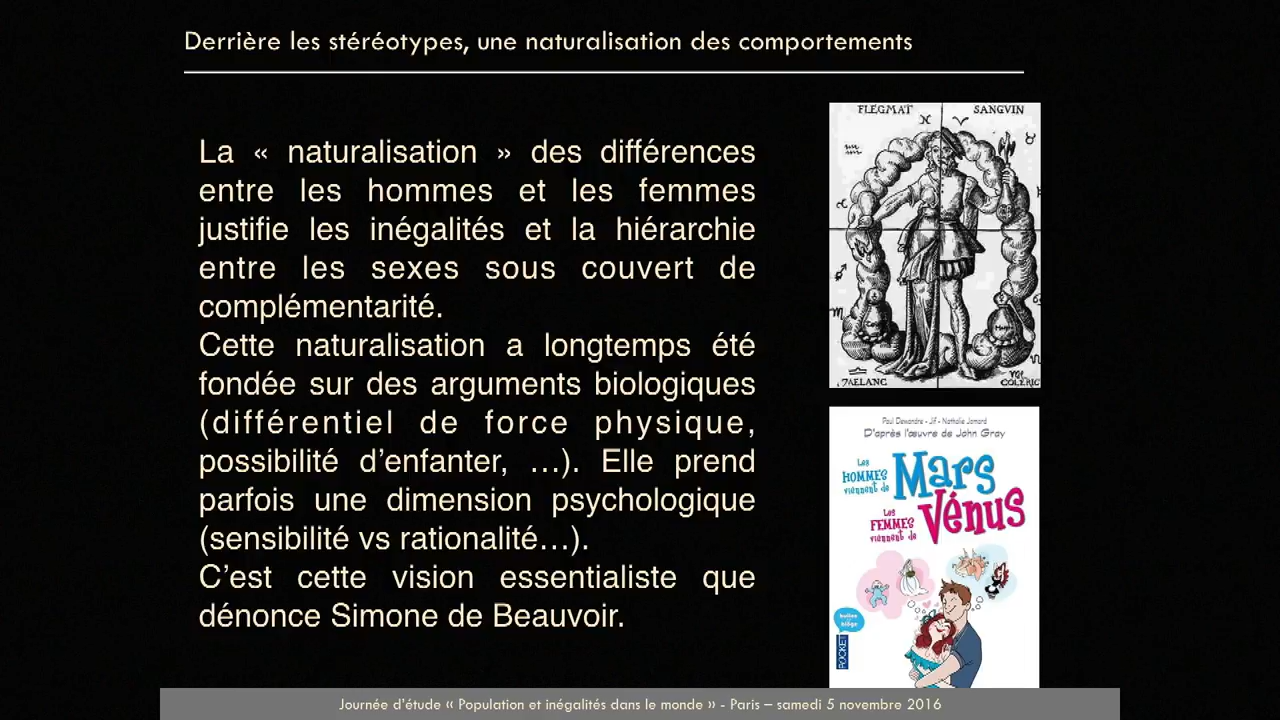 Derrière les stéréotypes, une naturalisation des comportements
La « naturalisation » des différences
entre les hommes et les femmes
justifie les inégalités et la hiérarchie
entre les sexes sous couvert de
complémentarité.
Cette naturalisation a longtemps été
fondée sur des arguments biologiques
(différentiel de force physique,
possibilité d’enfanter, …). Elle prend
parfois une dimension psychologique
(sensibilité vs rationalité…).
C’est cette vision essentialiste que
dénonce Simone de Beauvoir.
FLEGMAT SANGVIN
COLERIC
D'après l'œuvre de John Gray
Les HOMMES viennent de Mars
Les FEMMES viennent de Vénus
POCKET
Journée d’étude « Population et inégalités dans le monde » - Paris – samedi 5 novembre 2016